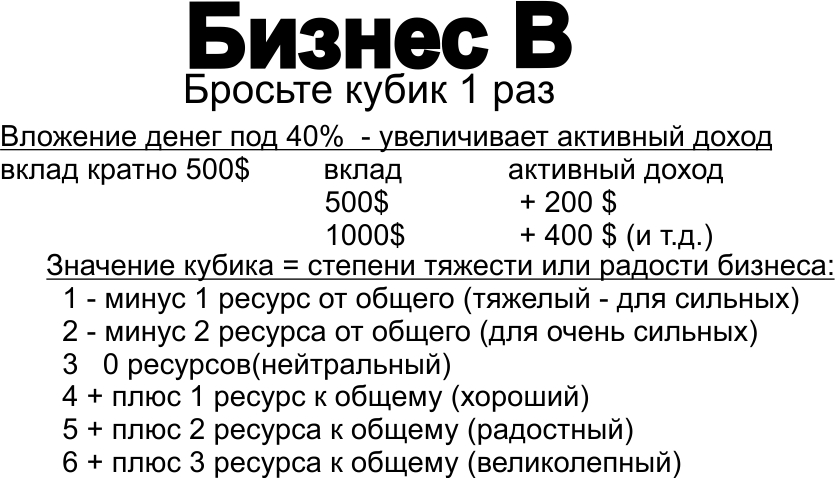 Бизнес В
Бросьте кубик 1 раз
Вложение денег под 40%  - увеличивает активный доход
вклад кратно 500$ вклад активный доход
500$ + 200 $
1000$ + 400 $ (и т.д.)
Значение кубика = степени тяжести или радости бизнеса:
1 - минус 1 ресурс от общего (тяжелый - для сильных)
2 - минус 2 ресурса от общего (для очень сильных)
3   0 ресурсов(нейтральный)
4 + плюс 1 ресурс к общему (хороший)
5 + плюс 2 ресурса к общему (радостный)
6 + плюс 3 ресурса к общему (великолепный)